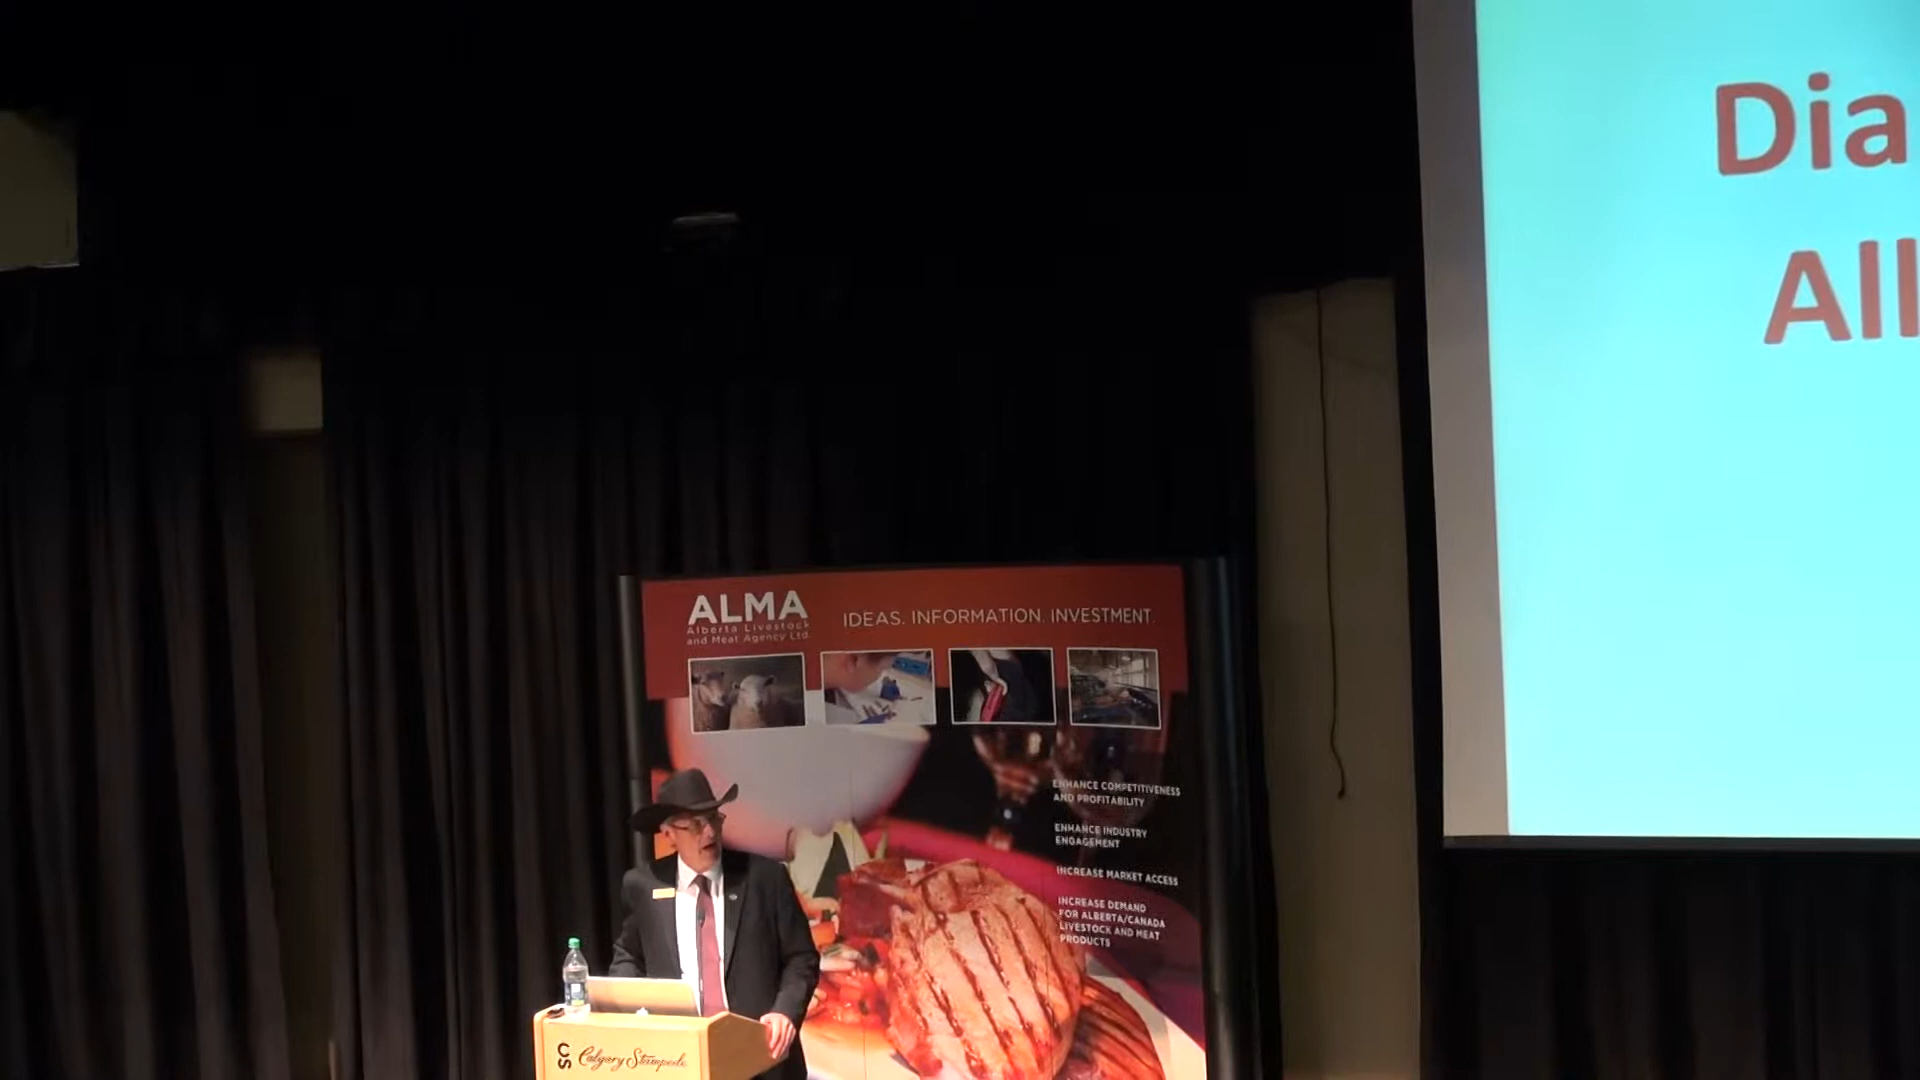 Dia
All
ALMA
Alberta Livestock
and Meat Agency Ltd.
IDEAS. INFORMATION. INVESTMENT.
ENHANCE COMPETITIVENESS
AND PROFITABILITY
ENHANCE INDUSTRY
ENGAGEMENT
INCREASE MARKET ACCESS
INCREASE DEMAND
FOR ALBERTA/CANADA
LIVESTOCK AND MEAT
PRODUCTS
CS Calgary Stampede